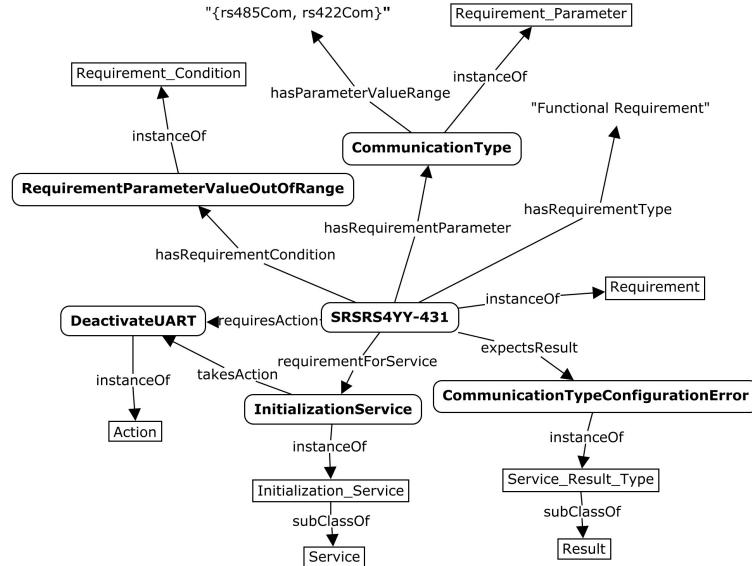 "{rs485Com, rs422Com}"
Requirement_Parameter
Requirement_Condition
hasParameterValueRange
instanceOf
"Functional Requirement"
instanceOf
CommunicationType
RequirementParameterValueOutOfRange
hasRequirementType
hasRequirementParameter
hasRequirementCondition
Requirement
instanceOf
DeactivateUART
requiresAction
SRSRS4YY-431
expectsResult
requirementForService
takesAction
instanceOf
CommunicationTypeConfigurationError
InitializationService
Action
instanceOf
instanceOf
Service_Result_Type
Initialization_Service
subClassOf
subClassOf
Result
Service